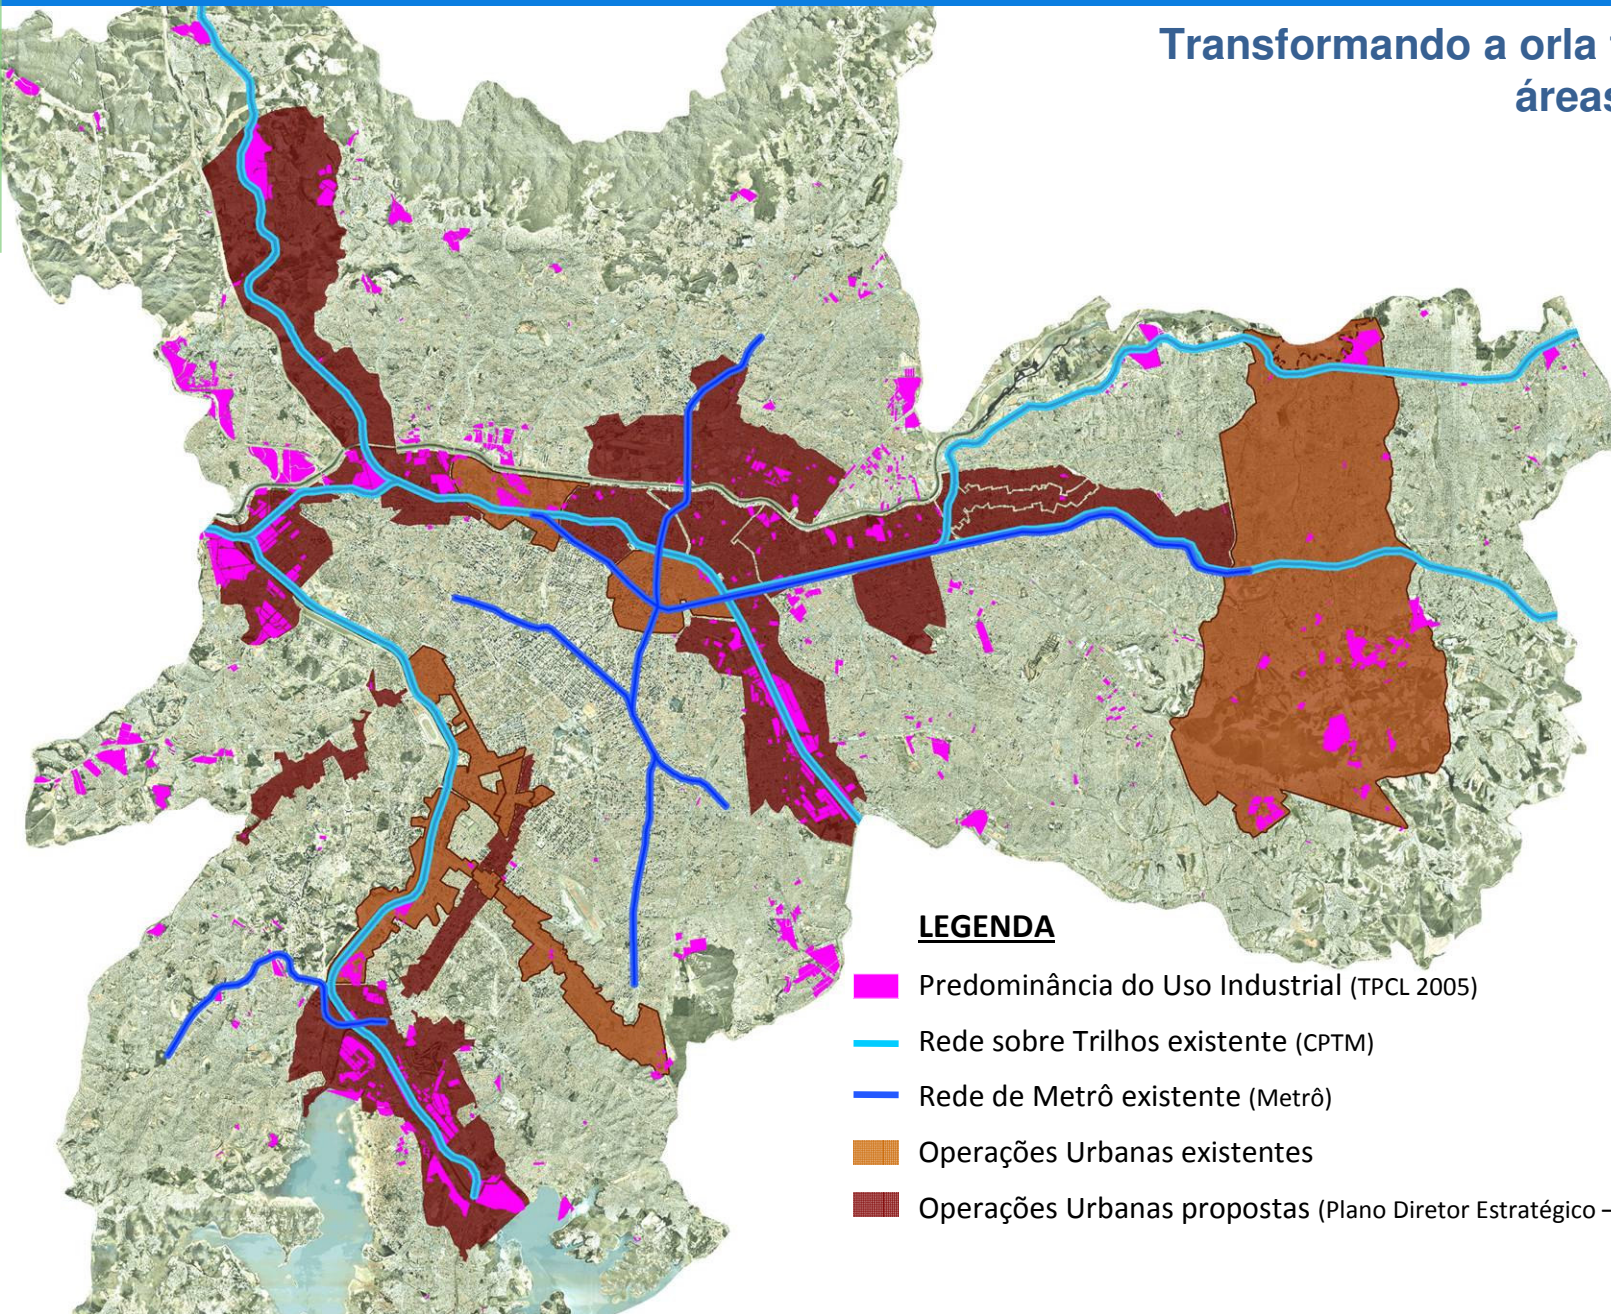 Transformando a orla
áreas
LEGENDA
Predominância do Uso Industrial (TPCL 2005)
Rede sobre Trilhos existente (CPTM)
Rede de Metrô existente (Metrô)
Operações Urbanas existentes
Operações Urbanas propostas (Plano Diretor Estratégico –